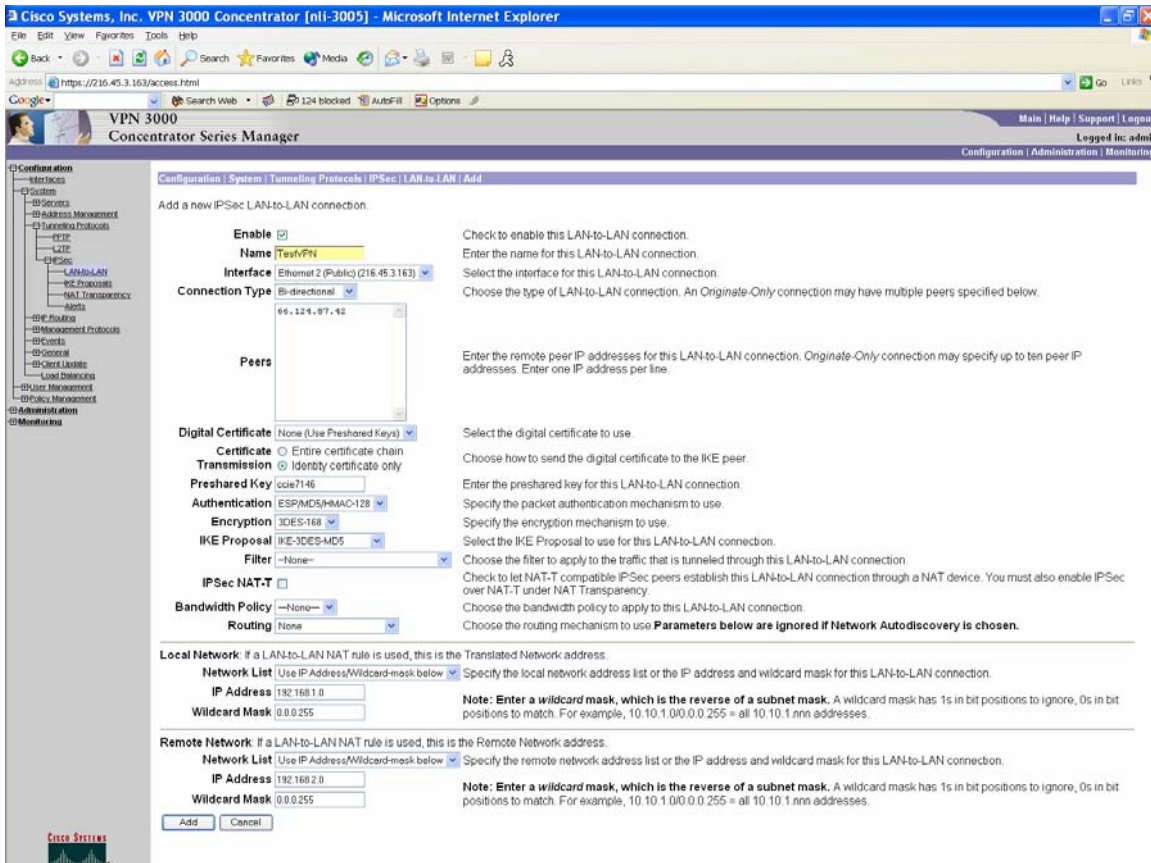 Cisco Systems, Inc. VPN 3000 Concentrator [nli-3005] - Microsoft Internet Explorer
File Edit View Favorites Tools Help
Back Search Favorites Media
Address https://216.45.3.163/access.html Go Links
Google Search Web 124 blocked AutoFill Options
VPN 3000
Concentrator Series Manager
Main | Help | Support | Logou
Logged in: admi
Configuration | Administration | Monitorin
Configuration
Interfaces
System
Servers
Address Management
Tunneling Protocols
PPTP
L2TP
IPSec
LAN-to-LAN
IKE Proposals
NAT Transparency
Alerts
IP Routing
Management Protocols
Events
General
Client Update
Load Balancing
User Management
Policy Management
Administration
Monitoring
Configuration | System | Tunneling Protocols | IPSec | LAN-to-LAN | Add
Add a new IPSec LAN-to-LAN connection.
Enable Check to enable this LAN-to-LAN connection.
Name TestVPN Enter the name for this LAN-to-LAN connection.
Interface Ethernet 2 (Public) (216.45.3.163) Select the interface for this LAN-to-LAN connection.
Connection Type Bi-directional Choose the type of LAN-to-LAN connection. An Originate-Only connection may have multiple peers specified below.
66.124.87.42
Peers Enter the remote peer IP addresses for this LAN-to-LAN connection. Originate-Only connection may specify up to ten peer IP
addresses. Enter one IP address per line.
Digital Certificate None (Use Preshared Keys) Select the digital certificate to use.
Certificate Entire certificate chain
Transmission Identity certificate only Choose how to send the digital certificate to the IKE peer.
Preshared Key ccie7146 Enter the preshared key for this LAN-to-LAN connection.
Authentication ESP/MD5/HMAC-128 Specify the packet authentication mechanism to use.
Encryption 3DES-168 Specify the encryption mechanism to use.
IKE Proposal IKE-3DES-MD5 Select the IKE Proposal to use for this LAN-to-LAN connection.
Filter --None-- Choose the filter to apply to the traffic that is tunneled through this LAN-to-LAN connection.
IPSec NAT-T Check to let NAT-T compatible IPSec peers establish this LAN-to-LAN connection through a NAT device. You must also enable IPSec
over NAT-T under NAT Transparency.
Bandwidth Policy --None-- Choose the bandwidth policy to apply to this LAN-to-LAN connection.
Routing None Choose the routing mechanism to use. Parameters below are ignored if Network Autodiscovery is chosen.
Local Network: If a LAN-to-LAN NAT rule is used, this is the Translated Network address.
Network List Use IP Address/Wildcard-mask below Specify the local network address list or the IP address and wildcard mask for this LAN-to-LAN connection.
IP Address 192.168.1.0
Wildcard Mask 0.0.0.255
Note: Enter a wildcard mask, which is the reverse of a subnet mask. A wildcard mask has 1s in bit positions to ignore, 0s in bit
positions to match. For example, 10.10.1.0/0.0.0.255 = all 10.10.1.nnn addresses.
Remote Network: If a LAN-to-LAN NAT rule is used, this is the Remote Network address.
Network List Use IP Address/Wildcard-mask below Specify the remote network address list or the IP address and wildcard mask for this LAN-to-LAN connection.
IP Address 192.168.2.0
Wildcard Mask 0.0.0.255
Note: Enter a wildcard mask, which is the reverse of a subnet mask. A wildcard mask has 1s in bit positions to ignore, 0s in bit
positions to match. For example, 10.10.1.0/0.0.0.255 = all 10.10.1.nnn addresses.
Add Cancel
Cisco Systems